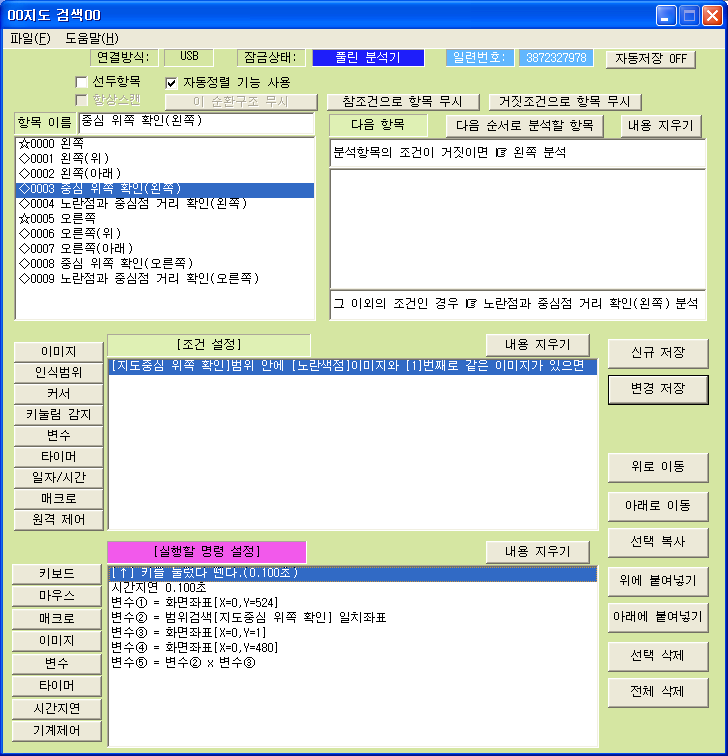 00지도 검색00
파일(F) 도움말(H)
연결방식: USB 잠금상태: 풀린 분석기 일련번호: 3872327978 자동저장 OFF
선두항목 자동정렬 기능 사용
항상스캔 이 순환구조 무시 참조건으로 항목 무시 거짓조건으로 항목 무시
항목 이름 중심 위쪽 확인(왼쪽) 다음 항목 다음 순서로 분석할 항목 내용 지우기
☆0000 왼쪽
◇0001 왼쪽(위)
◇0002 왼쪽(아래)
◇0003 중심 위쪽 확인(왼쪽)
◇0004 노란점과 중심점 거리 확인(왼쪽)
☆0005 오른쪽
◇0006 오른쪽(위)
◇0007 오른쪽(아래)
◇0008 중심 위쪽 확인(오른쪽)
◇0009 노란점과 중심점 거리 확인(오른쪽)
분석항목의 조건이 거짓이면 ☞ 왼쪽 분석
그 이외의 조건인 경우 ☞ 노란점과 중심점 거리 확인(왼쪽) 분석
[조건 설정] 내용 지우기
이미지
인식범위
커서
키눌림 감지
변수
타이머
일자/시간
매크로
원격 제어
[지도중심 위쪽 확인]범위 안에 [노란색점]이미지와 [1]번째로 같은 이미지가 있으면
신규 저장
변경 저장
위로 이동
아래로 이동
선택 복사
위에 붙여넣기
아래에 붙여넣기
선택 삭제
전체 삭제
[실행할 명령 설정] 내용 지우기
키보드
마우스
매크로
이미지
변수
타이머
시간지연
기계제어
[↑] 키를 눌렀다 뗀다.(0.100초)
시간지연 0.100초
변수① = 화면좌표[X=0,Y=524]
변수② = 범위검색[지도중심 위쪽 확인] 일치좌표
변수③ = 화면좌표[X=0,Y=1]
변수④ = 화면좌표[X=0,Y=480]
변수⑤ = 변수② x 변수③